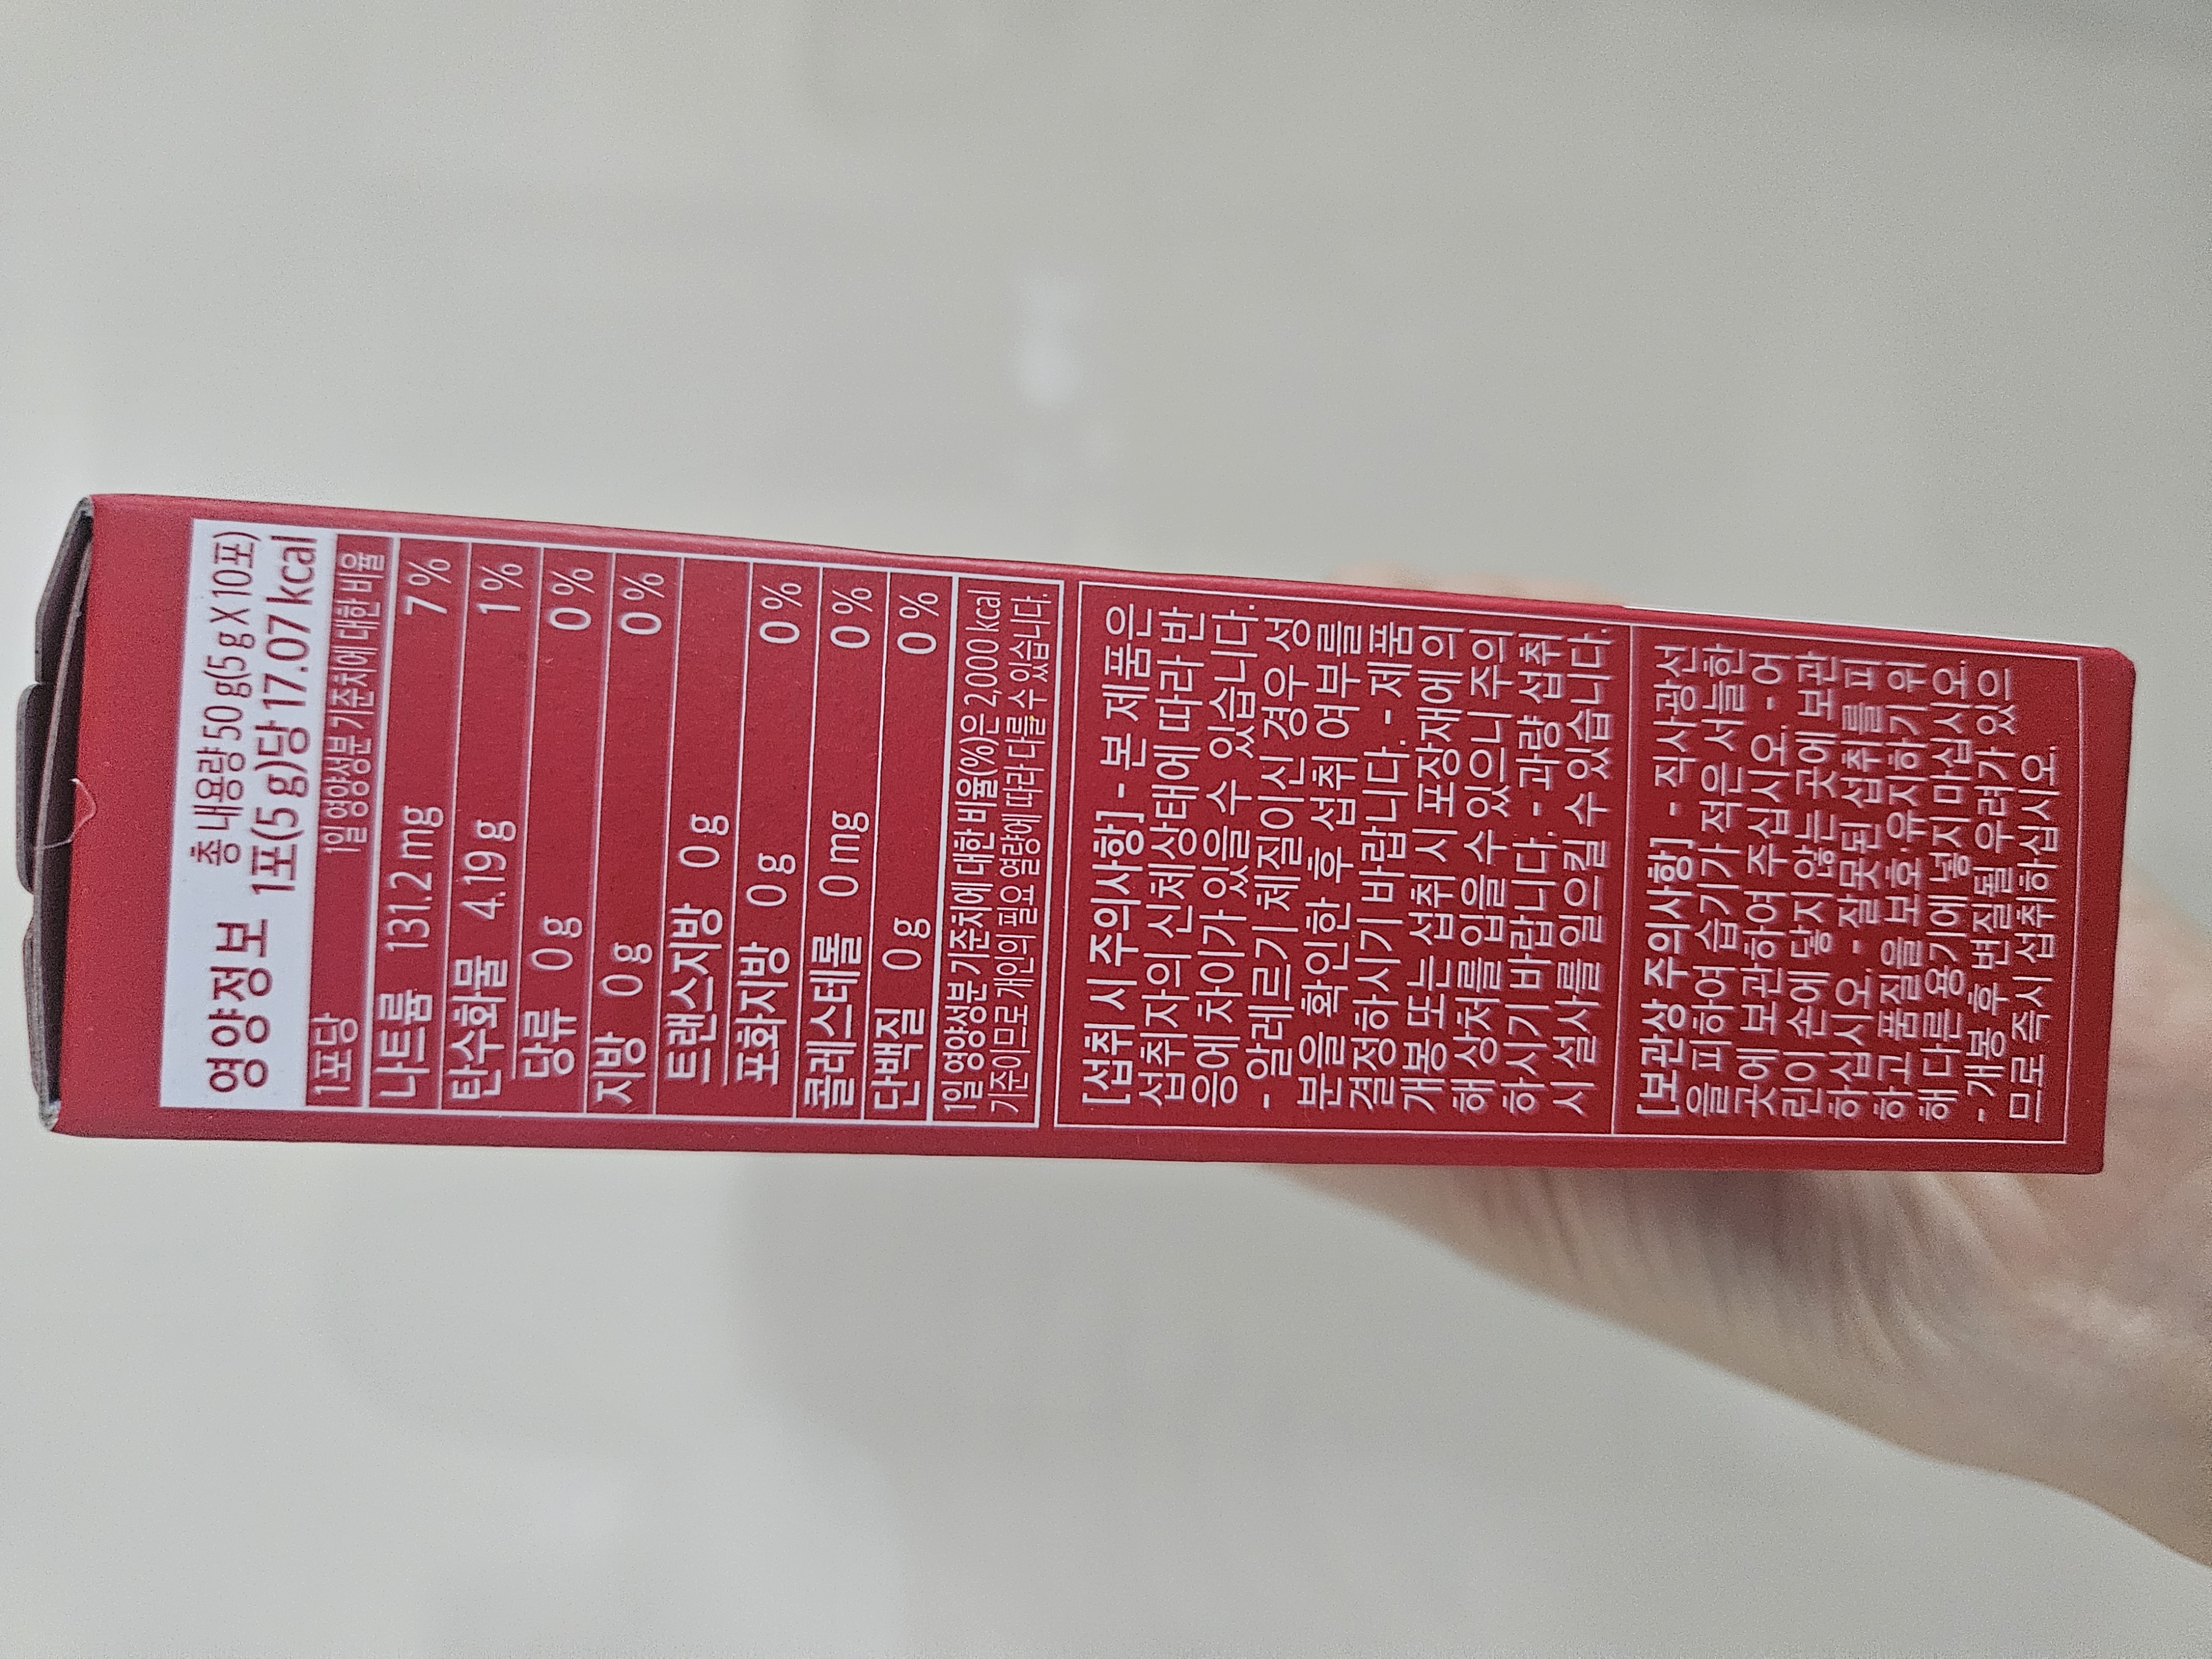 영양정보
총 내용량 50 g(5 g X 10포)
1포(5 g)당 17.07 kcal
1포당 1일 영양성분 기준치에 대한 비율
나트륨 131.2 mg 7 %
탄수화물 4.19 g 1 %
당류 0 g 0 %
지방 0 g 0 %
트랜스지방 0 g
포화지방 0 g 0 %
콜레스테롤 0 mg 0 %
단백질 0 g 0 %
1일 영양성분 기준치에 대한 비율(%)은 2,000 kcal
기준이므로 개인의 필요 열량에 따라 다를 수 있습니다.
[섭취 시 주의사항] - 본 제품은
섭취자의 신체상태에 따라 반
응에 차이가 있을 수 있습니다.
- 알레르기 체질이신 경우 성
분을 확인한 후 섭취 여부를
결정하시기 바랍니다. - 제품
개봉 또는 섭취 시 포장재에 의
해 상처를 입을 수 있으니 주의
하시기 바랍니다. - 과량 섭취
시 설사를 일으킬 수 있습니다.
[보관상 주의사항] - 직사광선
을 피하여 습기가 적은 서늘한
곳에 보관하여 주십시오. - 어
린이 손에 닿지 않는 곳에 보관
하십시오. - 잘못된 섭취를 피
하고 품질을 보호·유지하기 위
해 다른 용기에 넣지 마십시오.
- 개봉 후 변질될 우려가 있으
므로 즉시 섭취하십시오.